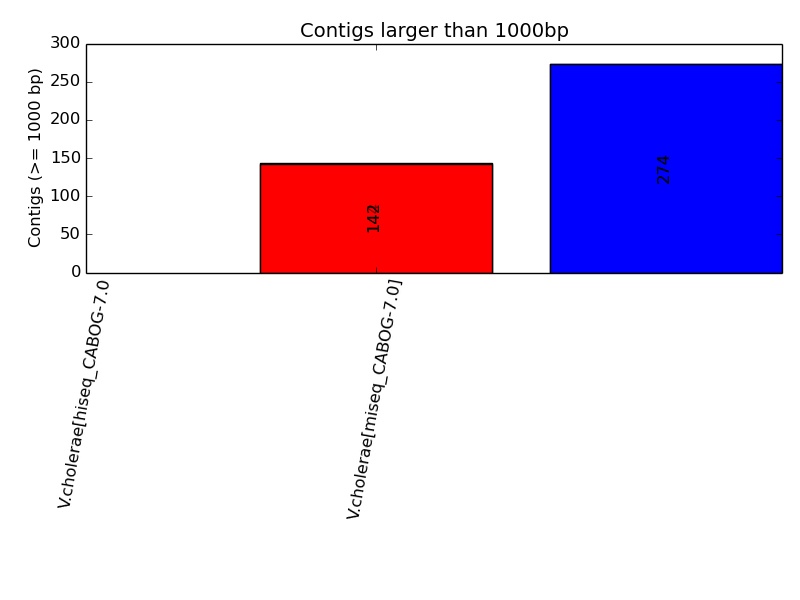 Contigs larger than 1000bp
Contigs (>= 1000 bp)
300
250
200
150
100
50
0
142
274
V.cholerae[hiseq_CABOG-7.0
V.cholerae[miseq_CABOG-7.0]